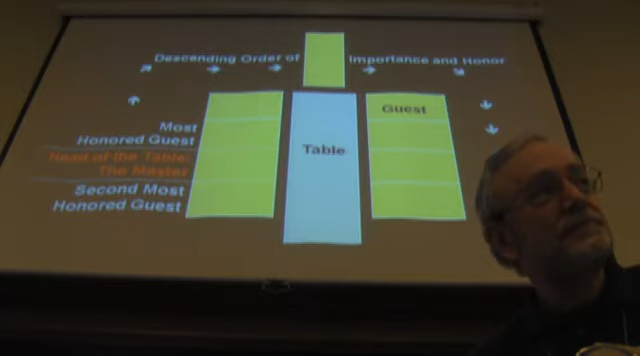 Descending Order of Importance and Honor
Most
Honored Guest
Head of the Table:
The Master
Second Most
Honored Guest
Table
Guest